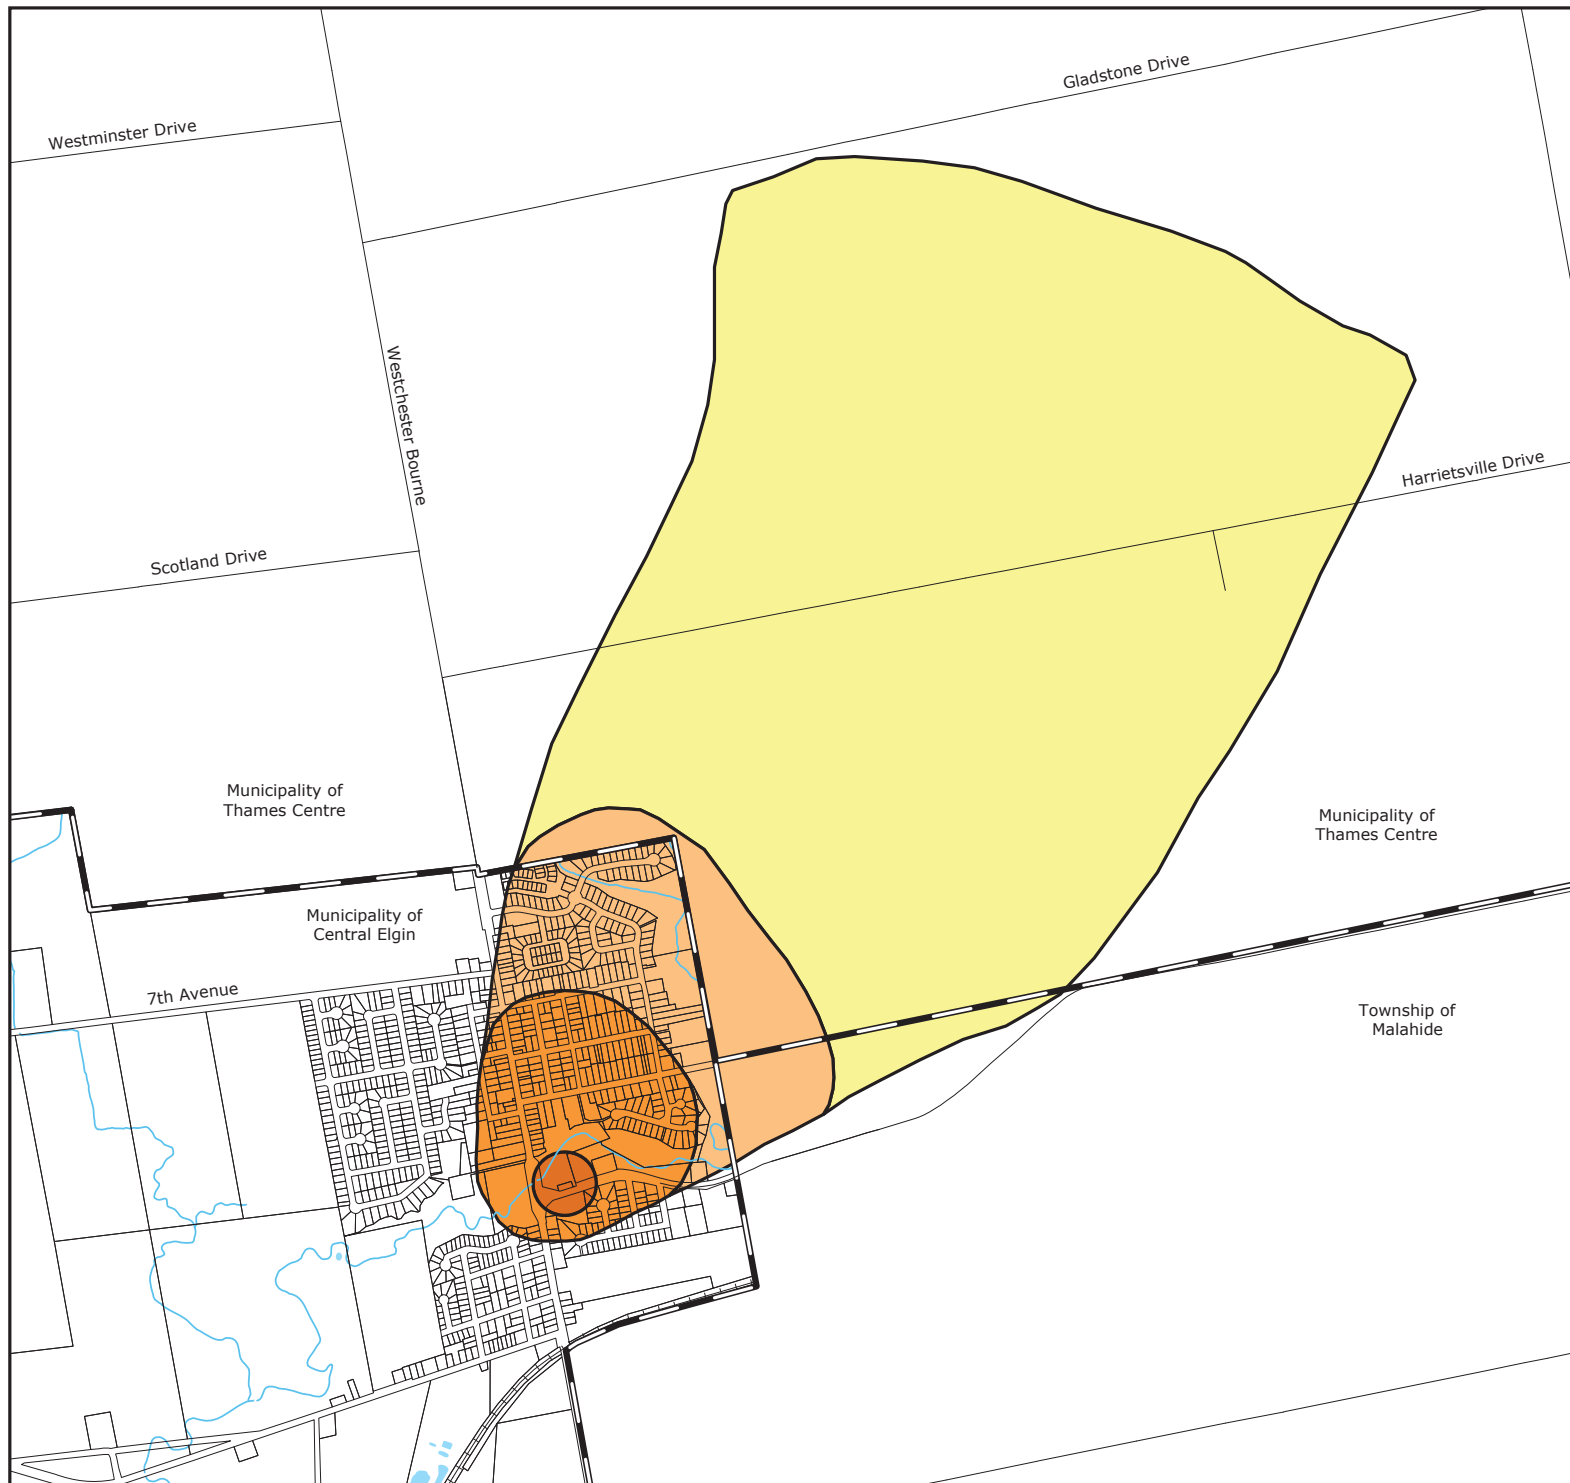 Gladstone Drive
Westminster Drive
Westchester Bourne
Harrietsville Drive
Scotland Drive
Municipality of
Thames Centre
Municipality of
Thames Centre
Municipality of
Central Elgin
7th Avenue
Township of
Malahide